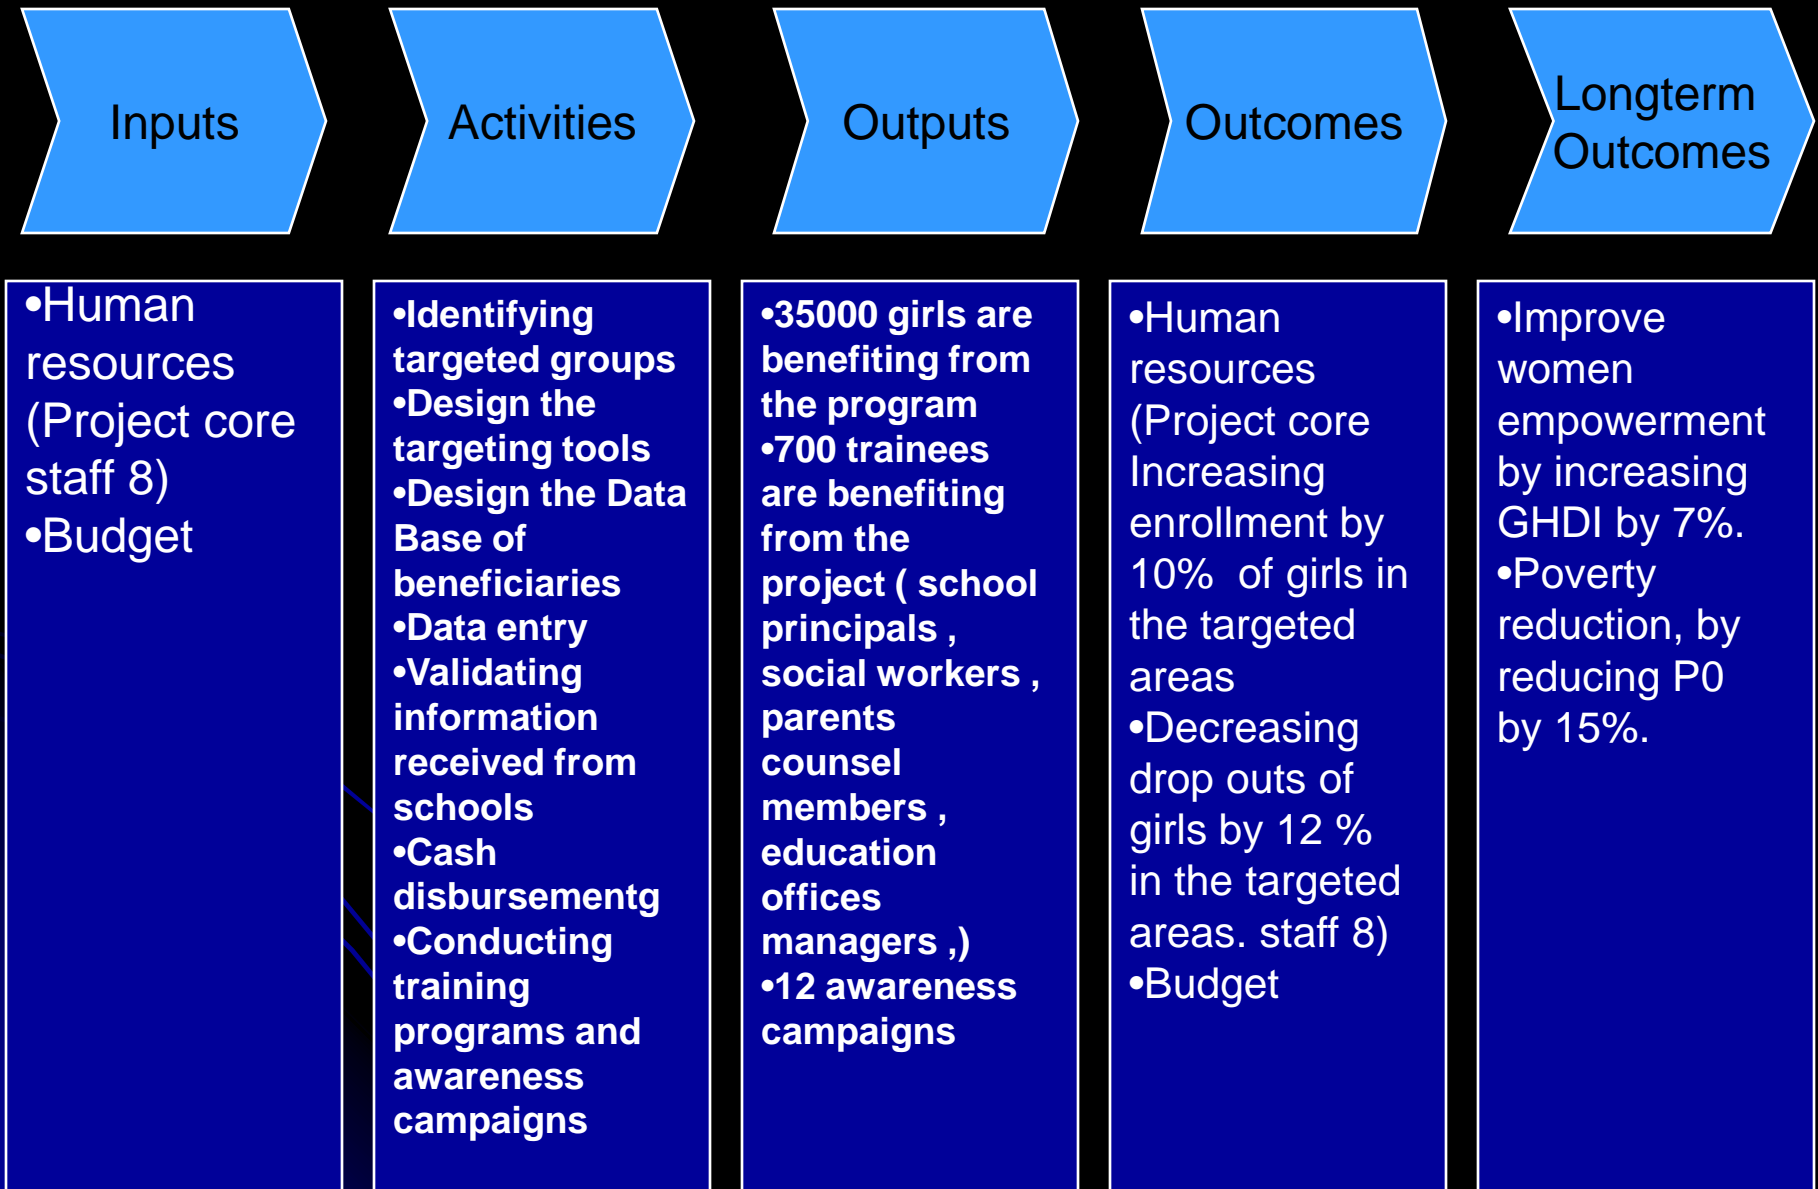 Inputs
Activities
Outputs
Outcomes
Longterm
Outcomes
•Human
resources
(Project core
staff 8)
•Budget
•Identifying
targeted groups
•Design the
targeting tools
•Design the Data
Base of
beneficiaries
•Data entry
•Validating
information
received from
schools
•Cash
disbursementg
•Conducting
training
programs and
awareness
campaigns
•35000 girls are
benefiting from
the program
•700 trainees
are benefiting
from the
project ( school
principals ,
social workers ,
parents
counsel
members ,
education
offices
managers ,)
•12 awareness
campaigns
•Human
resources
(Project core
Increasing
enrollment by
10%  of girls in
the targeted
areas
•Decreasing
drop outs of
girls by 12 %
in the targeted
areas. staff 8)
•Budget
•Improve
women
empowerment
by increasing
GHDI by 7%.
•Poverty
reduction, by
reducing P0
by 15%.